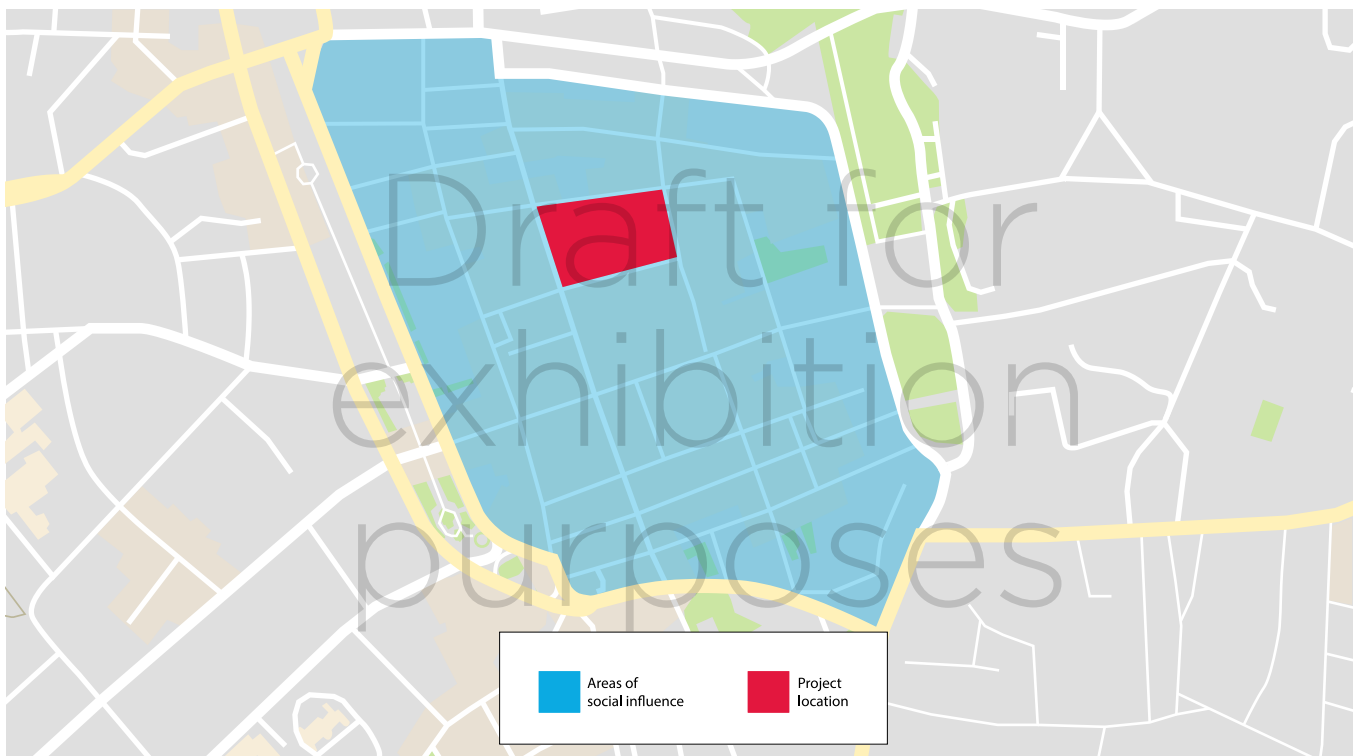 Draft for
exhibition
purposes
Areas of
social influence
Project
location